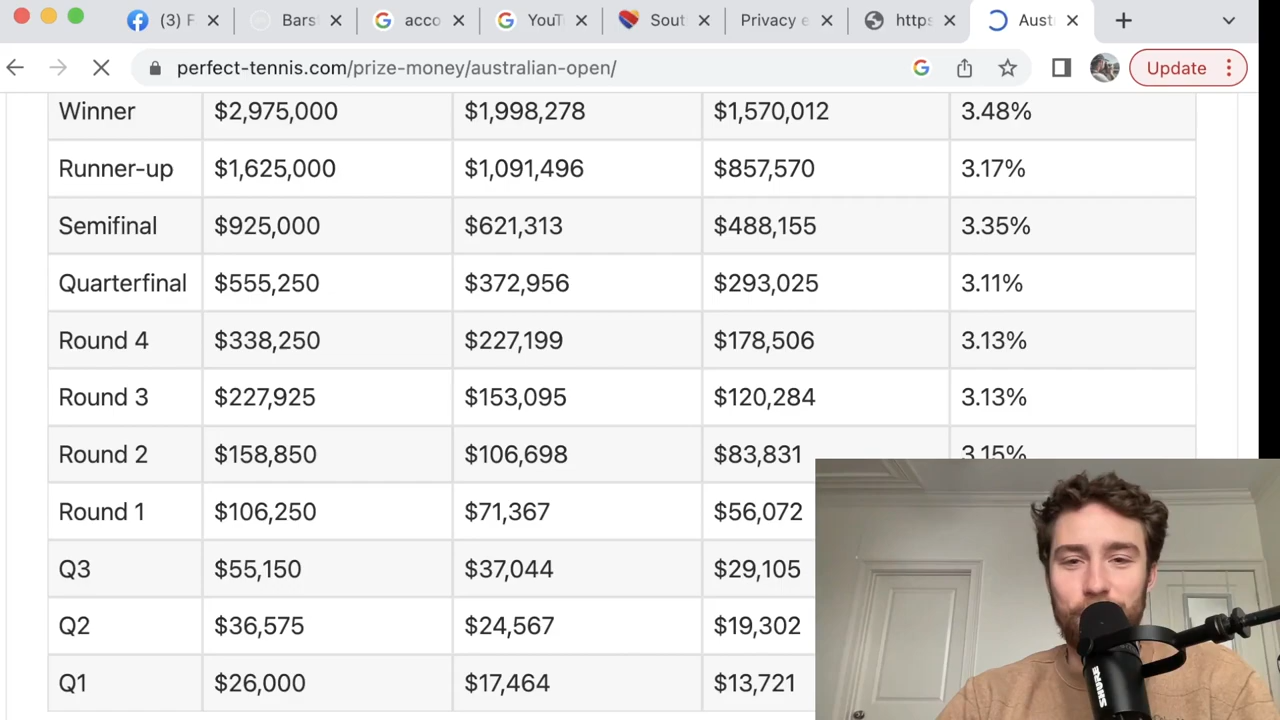 (3) F
Bars
acco
YouT
Sout
Privacy e
https
Aust
perfect-tennis.com/prize-money/australian-open/
Update
Winner $2,975,000 $1,998,278 $1,570,012 3.48%
Runner-up $1,625,000 $1,091,496 $857,570 3.17%
Semifinal $925,000 $621,313 $488,155 3.35%
Quarterfinal $555,250 $372,956 $293,025 3.11%
Round 4 $338,250 $227,199 $178,506 3.13%
Round 3 $227,925 $153,095 $120,284 3.13%
Round 2 $158,850 $106,698 $83,831 3.15%
Round 1 $106,250 $71,367 $56,072
Q3 $55,150 $37,044 $29,105
Q2 $36,575 $24,567 $19,302
Q1 $26,000 $17,464 $13,721
SHURE